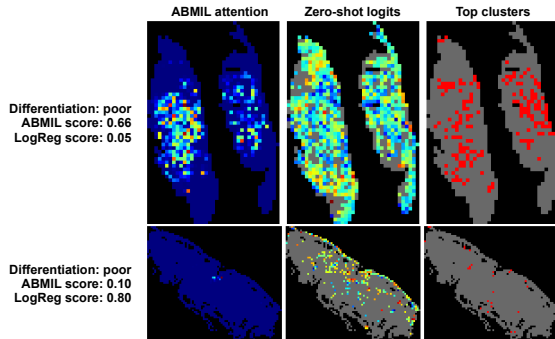 ABMIL attention Zero-shot logits Top clusters
Differentiation: poor
ABMIL score: 0.66
LogReg score: 0.05
Differentiation: poor
ABMIL score: 0.10
LogReg score: 0.80